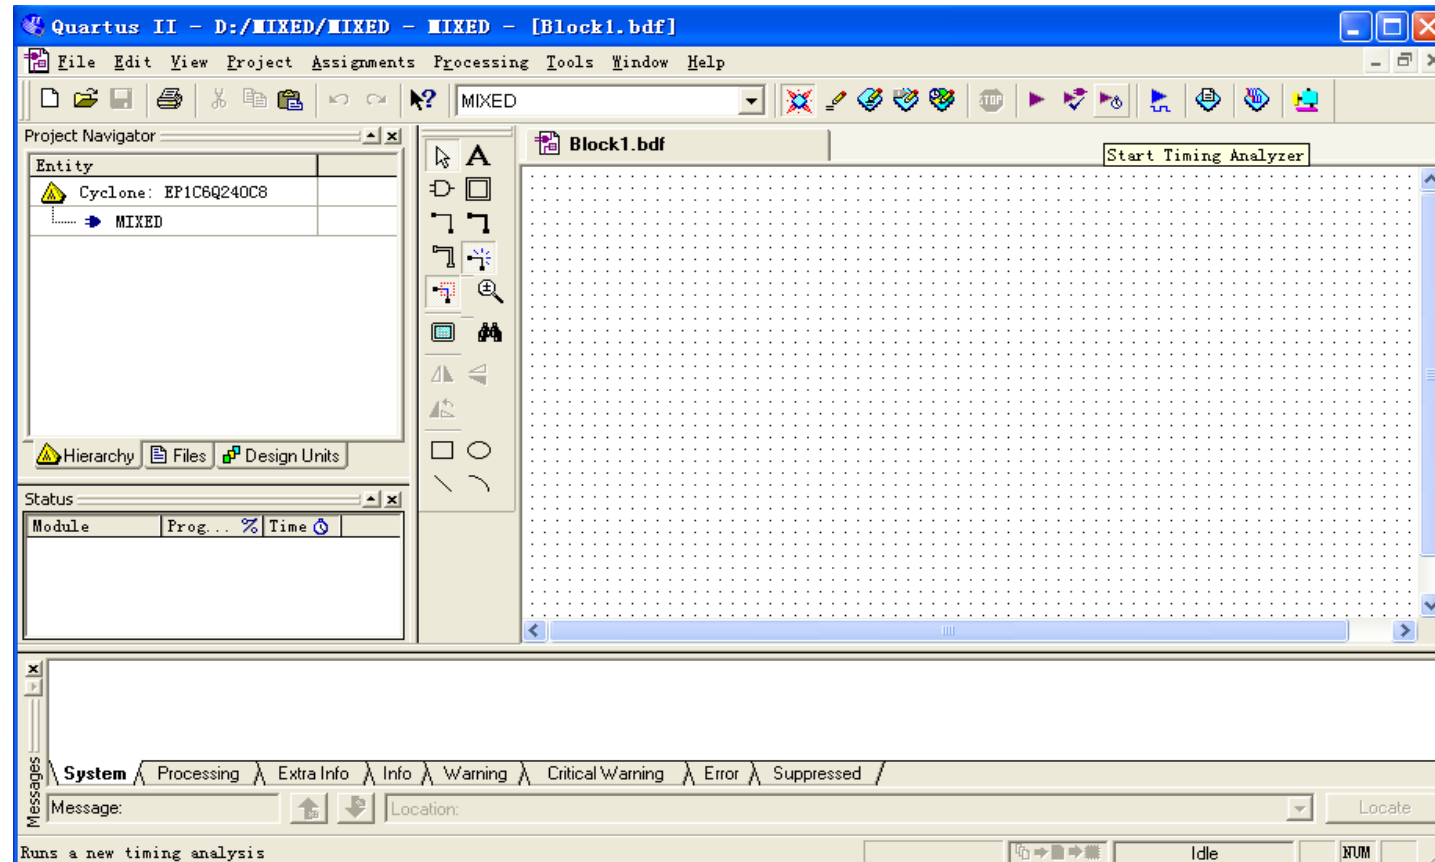 Quartus II - D:/MIXED/MIXED - MIXED - [Block1.bdf]
File Edit View Project Assignments Processing Tools Window Help
MIXED
STOP
Project Navigator
Block1.bdf
Start Timing Analyzer
Entity
Cyclone: EP1C6Q240C8
MIXED
Hierarchy Files Design Units
Status
Module Prog... % Time
Messages
System Processing Extra Info Info Warning Critical Warning Error Suppressed
Message: Location: Locate
Runs a new timing analysis Idle NUM